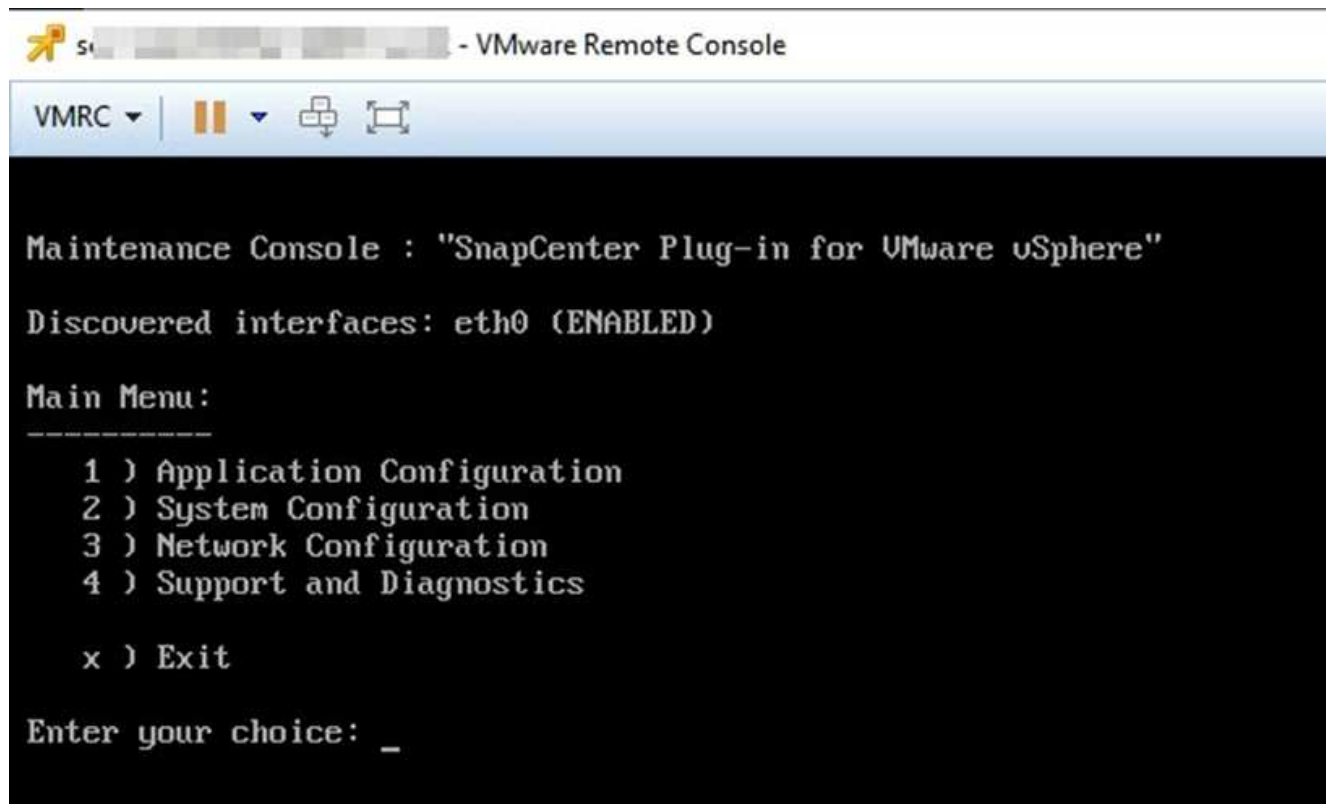 - VMware Remote Console
VMRC
Maintenance Console : "SnapCenter Plug-in for VMware vSphere"
Discovered interfaces: eth0 (ENABLED)
Main Menu:
----------
1 ) Application Configuration
2 ) System Configuration
3 ) Network Configuration
4 ) Support and Diagnostics
x ) Exit
Enter your choice: _